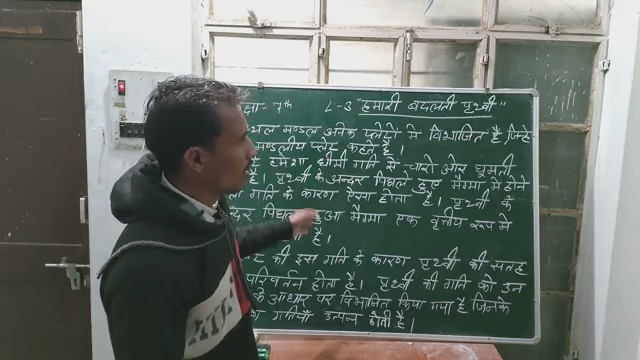 कक्षा- 7th L-3 "हमारी बदलती पृथ्वी"
स्थल मण्डल अनेक प्लेटो में विभाजित है, जिन्हे
मण्डलीय प्लेट कहते है।
हमेशा धीमी गति में चारो ओर घूमती
है। पृथ्वी के अन्दर पिघले हुए मेग्मा में होने
गति के कारण ऐसा होता है। पृथ्वी के
पिघला हुआ मेग्मा एक वृत्तीय रूप में
है।
की इस गति के कारण पृथ्वी की सतह
परिवर्तन होता है। पृथ्वी की गति को उन
के आधार पर विभाजित किया गया है जिनके
गतियाँ उत्पन्न होती है।